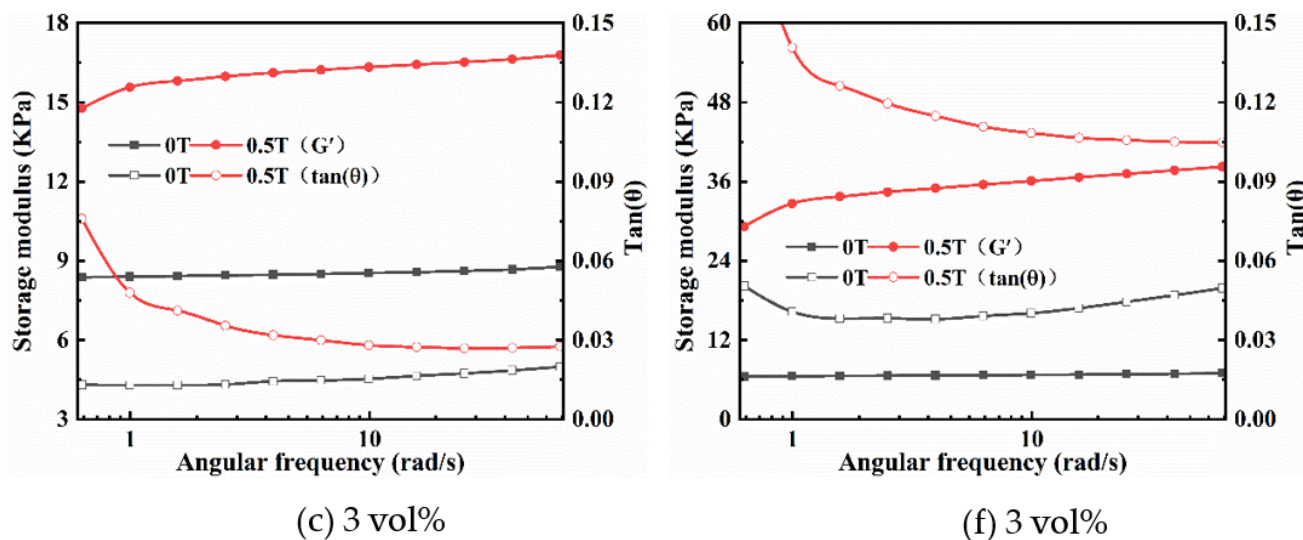 18
15
12
9
6
3
Storage modulus (KPa)
0T 0.5T（G′）
0T 0.5T（tan(θ)）
0.15
0.12
0.09
0.06
0.03
0.00
Tan(θ)
1 10
Angular frequency (rad/s)
(c) 3 vol%
60
48
36
24
12
0
Storage modulus (KPa)
0T 0.5T（G′）
0T 0.5T（tan(θ)）
0.15
0.12
0.09
0.06
0.03
0.00
Tan(θ)
1 10
Angular frequency (rad/s)
(f) 3 vol%